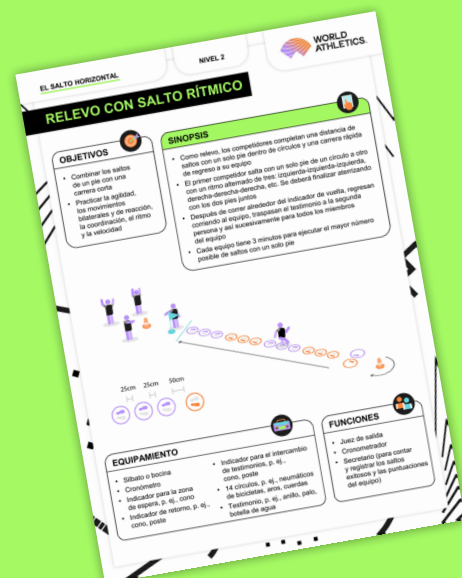 EL SALTO HORIZONTAL
NIVEL 2
WORLD
ATHLETICS.
RELEVO CON SALTO RÍTMICO
OBJETIVOS
• Combinar los saltos
de un pie con una
carrera corta
• Practicar la agilidad,
los movimientos
bilaterales y de reacción,
la coordinación, el ritmo
y la velocidad
SINOPSIS
• Como relevo, los competidores completan una distancia de
saltos con un solo pie dentro de círculos y una carrera rápida
de regreso a su equipo
• El primer competidor salta con un solo pie de un círculo a otro
con un ritmo alternado de tres: izquierda-izquierda-izquierda,
derecha-derecha-derecha, etc. Se deberá finalizar aterrizando
con los dos pies juntos
• Después de correr alrededor del indicador de vuelta, regresan
corriendo al equipo, traspasan el testimonio a la segunda
persona y así sucesivamente para todos los miembros
del equipo
• Cada equipo tiene 3 minutos para ejecutar el mayor número
posible de saltos con un solo pie
25cm 25cm 50cm
EQUIPAMIENTO
• Silbato o bocina
• Cronómetro
• Indicador para la zona
de espera, p. ej., cono
• Indicador de retorno, p. ej.,
cono, poste
• Indicador para el intercambio
de testimonios, p. ej.,
cono, poste
• 14 círculos, p. ej., neumáticos
de bicicletas, aros, cuerdas
• Testimonio, p. ej., anillo, palo,
botella de agua
FUNCIONES
• Juez de salida
• Cronometrador
• Secretario (para contar
y registrar los saltos
exitosos y las puntuaciones
del equipo)